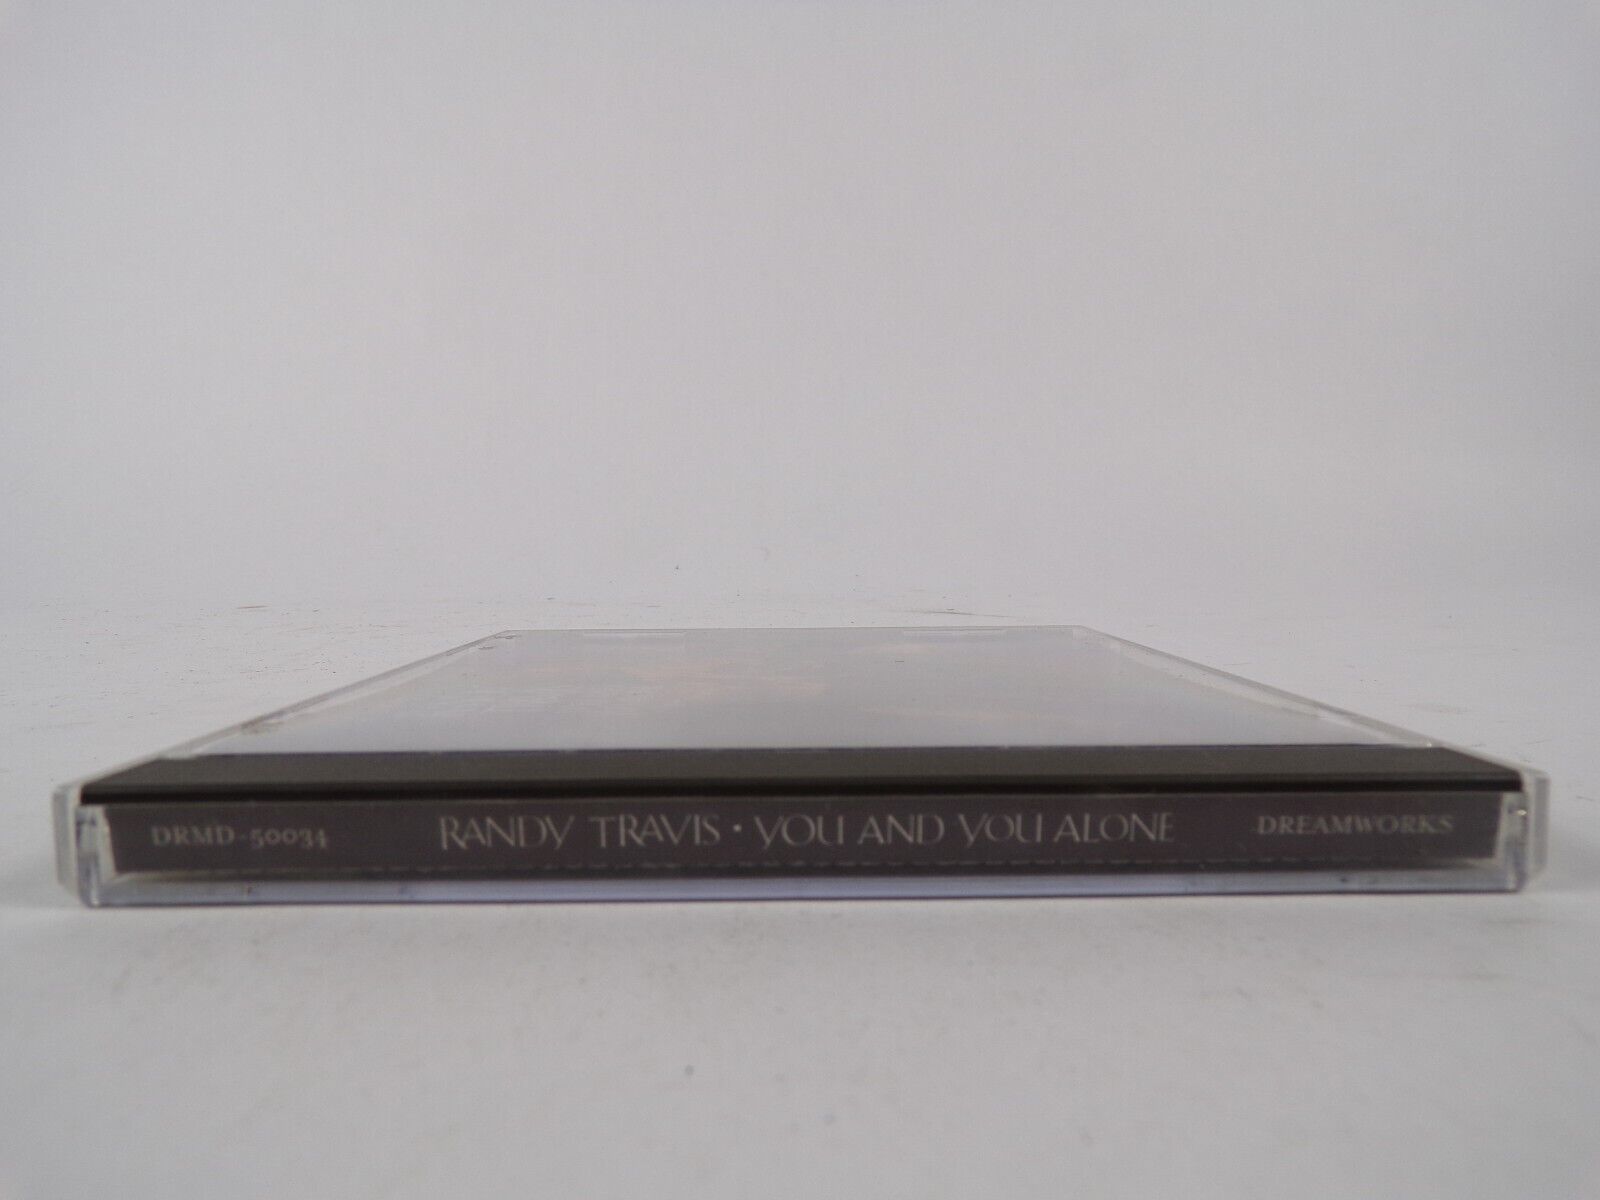 DRMD-50034 RANDY TRAVIS · YOU AND YOU ALONE DREAMWORKS